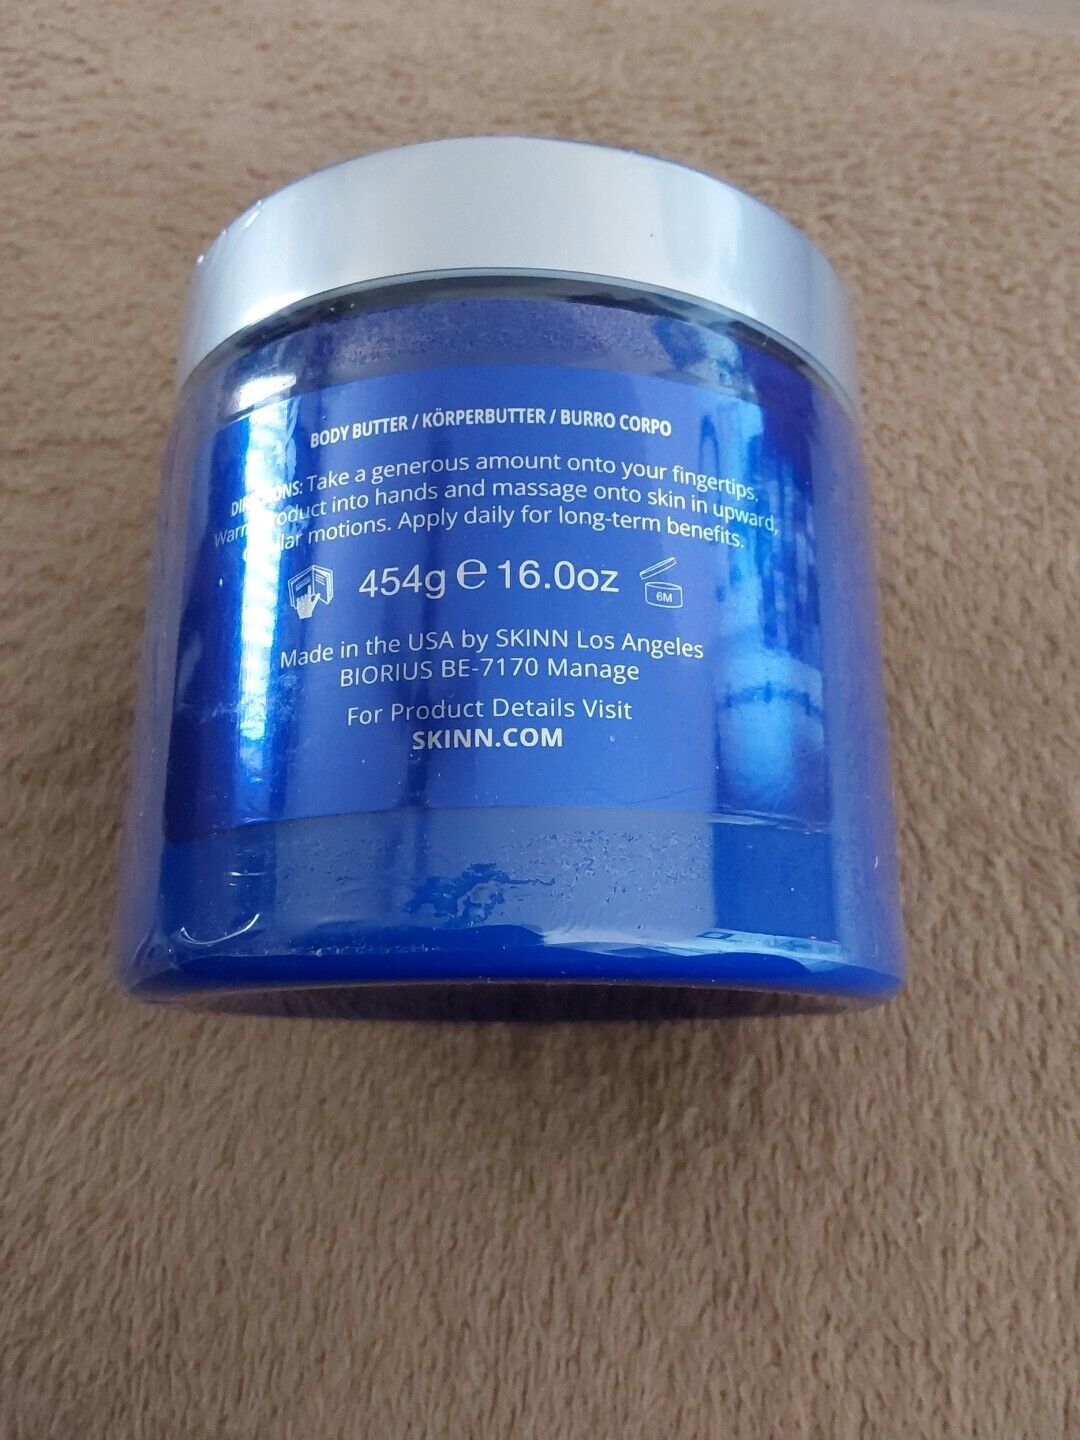 BODY BUTTER / KÖRPERBUTTER / BURRO CORPO
Take a generous amount onto your fingertips.
Warm product into hands and massage onto skin in upward,
motions. Apply daily for long-term benefits.
454g ℮ 16.0oz
6M
Made in the USA by SKINN Los Angeles
BIORIUS BE-7170 Manage
For Product Details Visit
SKINN.COM